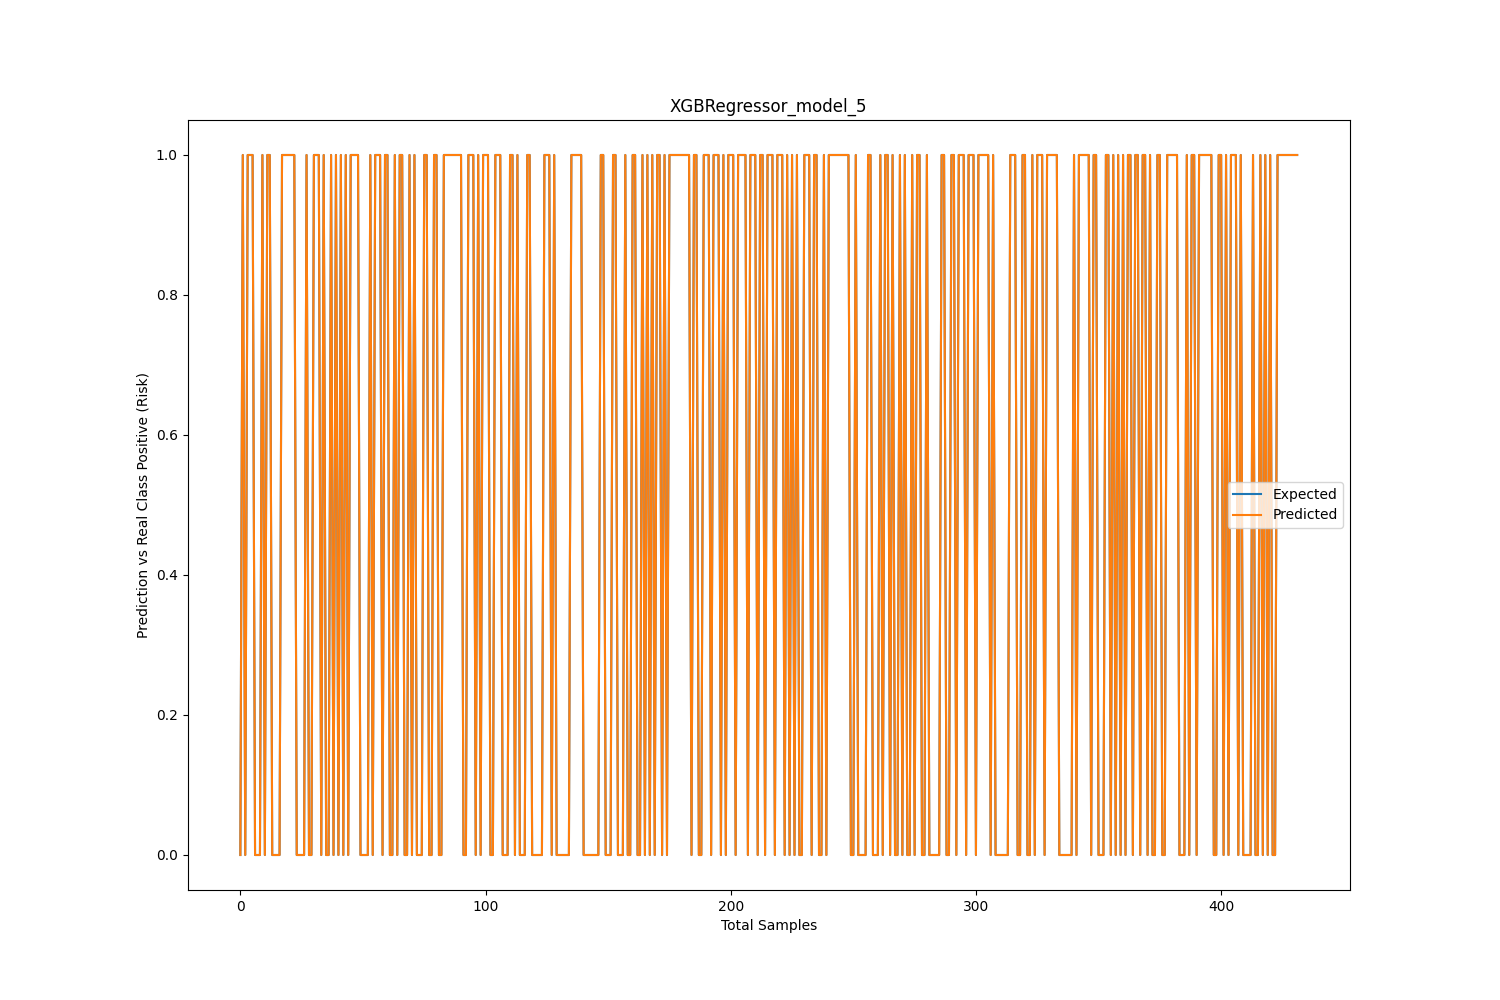 XGBRegressor_model_5
Prediction vs Real Class Positive (Risk)
1.0
0.8
0.6
0.4
0.2
0.0
Expected
Predicted
0 100 200 300 400
Total Samples